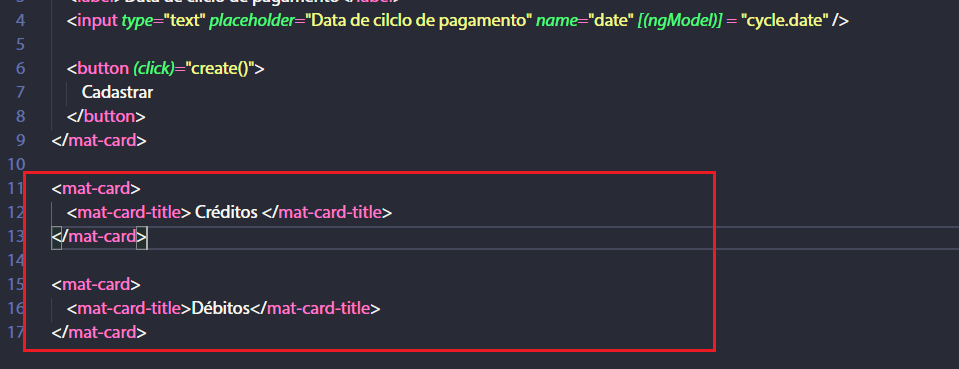 3 <label> Data de cilclo de pagamento </label>
4 <input type="text" placeholder="Data de cilclo de pagamento" name="date" [(ngModel)] = "cycle.date" />
5
6 <button (click)="create()">
7 Cadastrar
8 </button>
9 </mat-card>
10
11 <mat-card>
12 <mat-card-title> Créditos </mat-card-title>
13 </mat-card>
14
15 <mat-card>
16 <mat-card-title>Débitos</mat-card-title>
17 </mat-card>